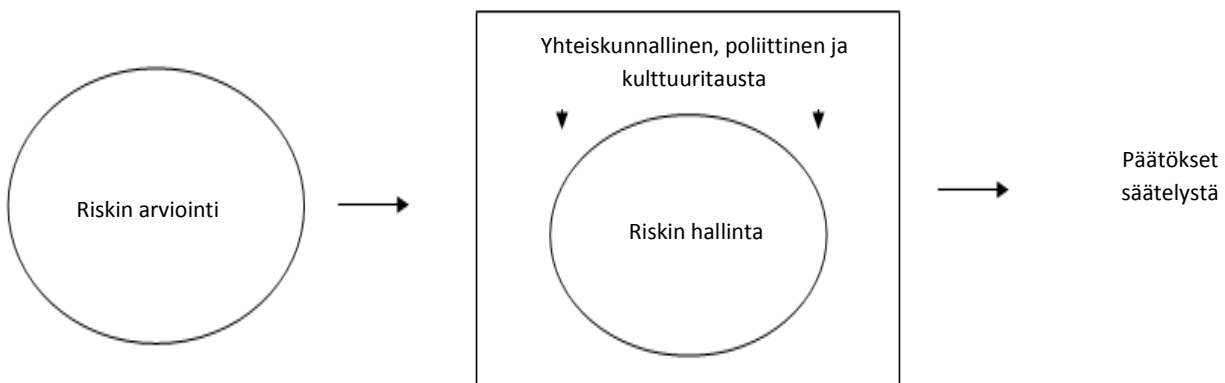 Riskin arviointi
Yhteiskunnallinen, poliittinen ja
kulttuuritausta
Riskin hallinta
Päätökset
säätelystä